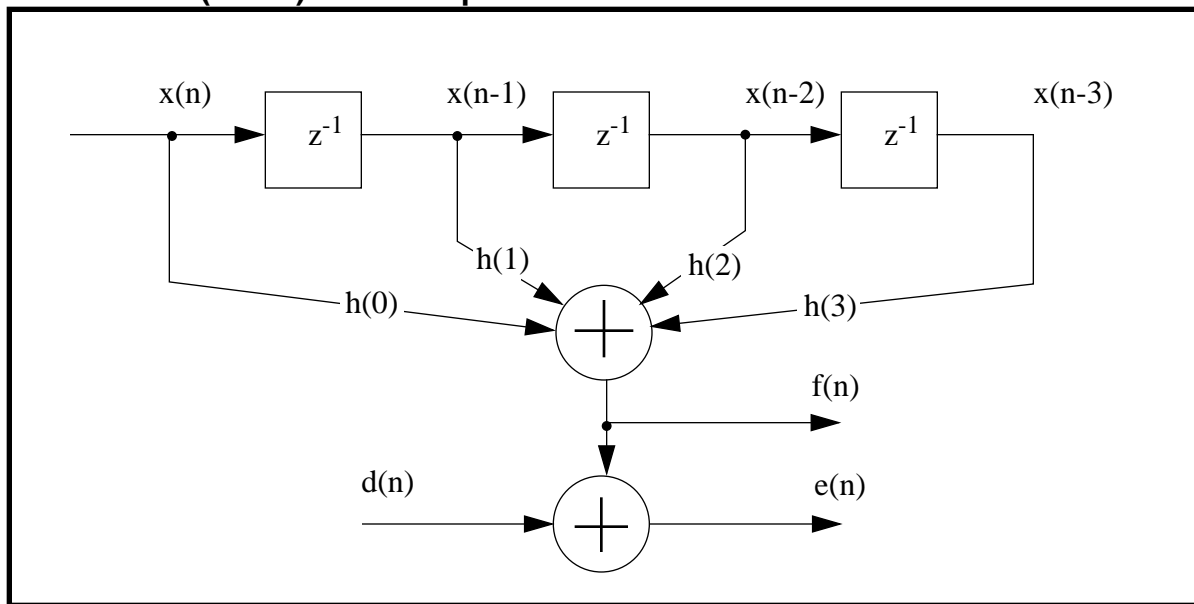 x(n) x(n-1) x(n-2) x(n-3)
z-1 z-1 z-1
h(1) h(2)
h(0) h(3)
f(n)
d(n) e(n)